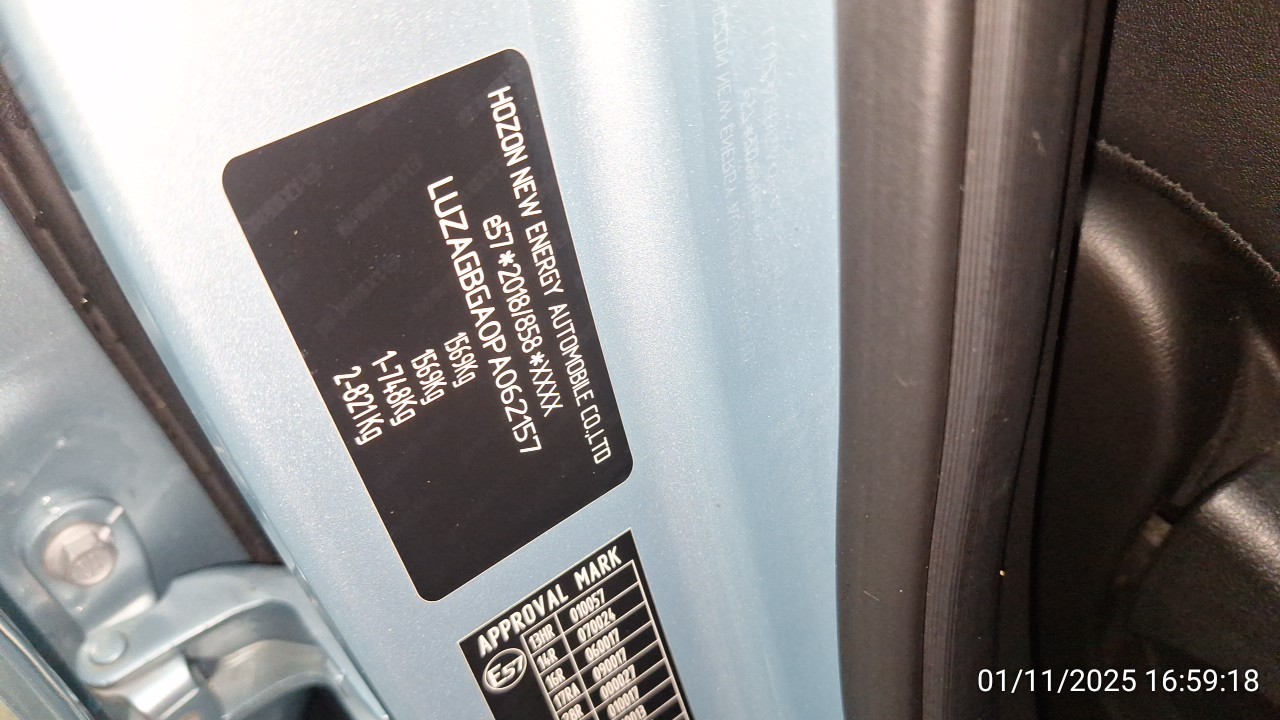 HOZON NEW ENERGY AUTOMOBILE CO.,LTD
e57*2018/858*XXXX
LUZAGBGA0PA062157
1569Kg
1569Kg
1-748Kg
2-821Kg
APPROVAL MARK
E57
13HR 010057
14R 070024
16R 060017
17RA 090017
000027
010017
01/11/2025 16:59:18